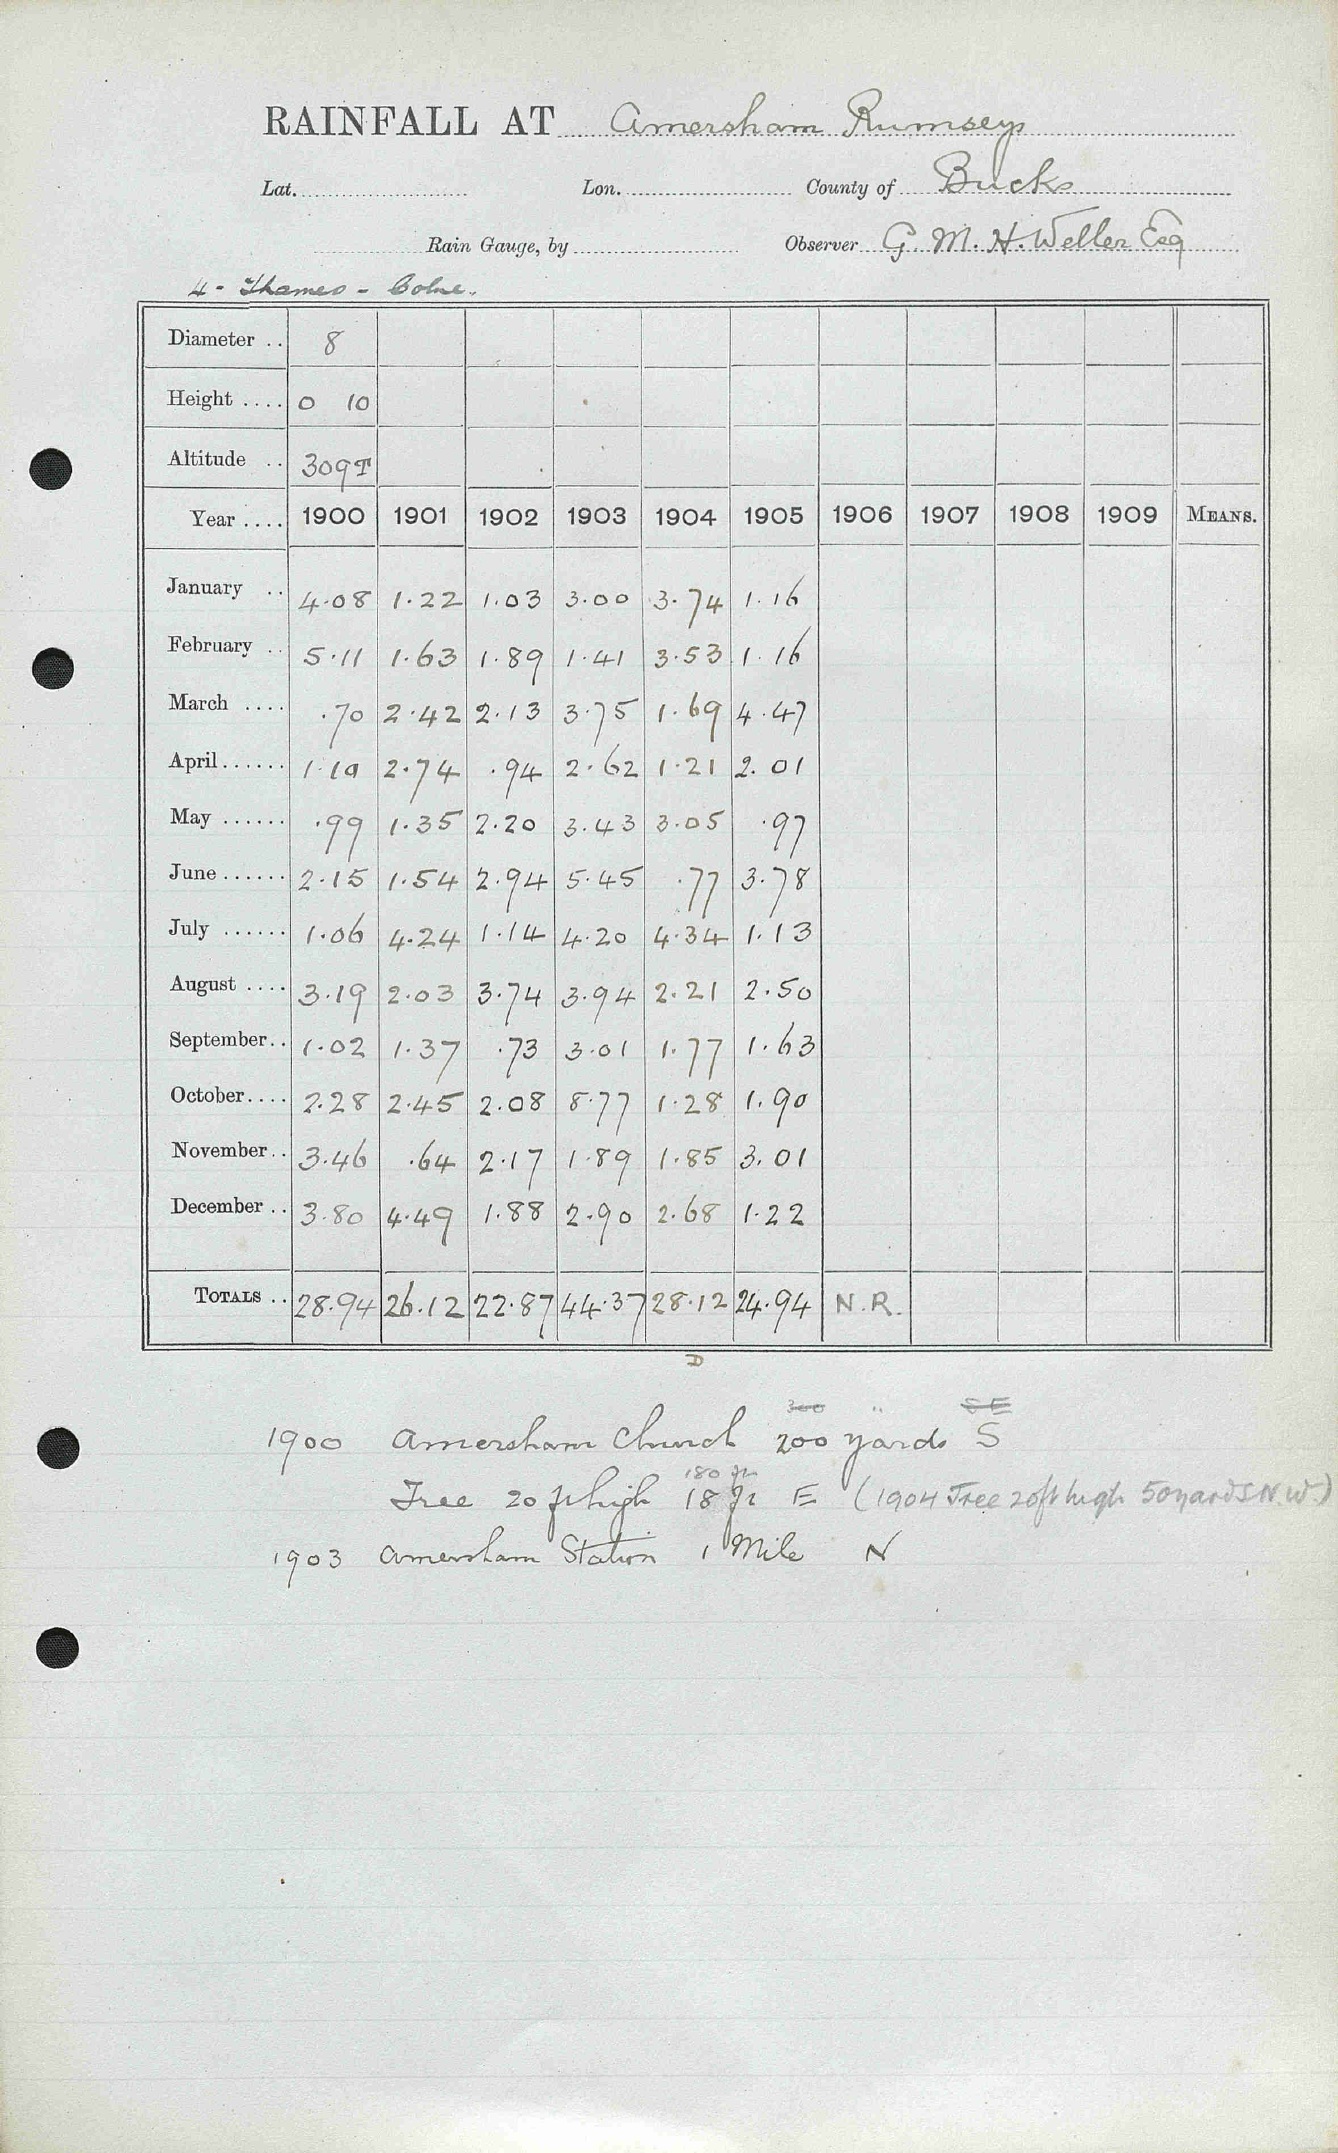 RAINFALL AT Amersham Rumseys
Lat. Lon. County of Bucks
Rain Gauge, by Observer G. M. H. Weller Esq
4 - Thames - Colne.
Diameter .. 8
Height .... 0 10
Altitude .. 309T
Year .... 1900 1901 1902 1903 1904 1905 1906 1907 1908 1909 MEANS.
January .. 4.08 1.22 1.03 3.00 3.74 1.16
February .. 5.11 1.63 1.89 1.41 3.53 1.16
March .... .70 2.42 2.13 3.75 1.69 4.47
April ...... 1.10 2.74 .94 2.62 1.21 2.01
May ...... .99 1.35 2.20 3.43 3.05 .97
June ...... 2.15 1.54 2.94 5.45 .77 3.78
July ...... 1.06 4.24 1.14 4.20 4.34 1.13
August .... 3.19 2.03 3.74 3.94 2.21 2.50
September .. 1.02 1.37 .73 3.01 1.77 1.63
October .... 2.28 2.45 2.08 8.77 1.28 1.90
November .. 3.46 .64 2.17 1.89 1.85 3.01
December .. 3.80 4.49 1.88 2.90 2.68 1.22
TOTALS .. 28.94 26.12 22.87 44.37 28.12 24.94 N.R.
D
300 " SE
1900 Amersham Church 200 yards S
180 ft
Tree 20 ft high 18 ft E (1904 Tree 20ft high 50 yards N.W.)
1903 Amersham Station 1 Mile N